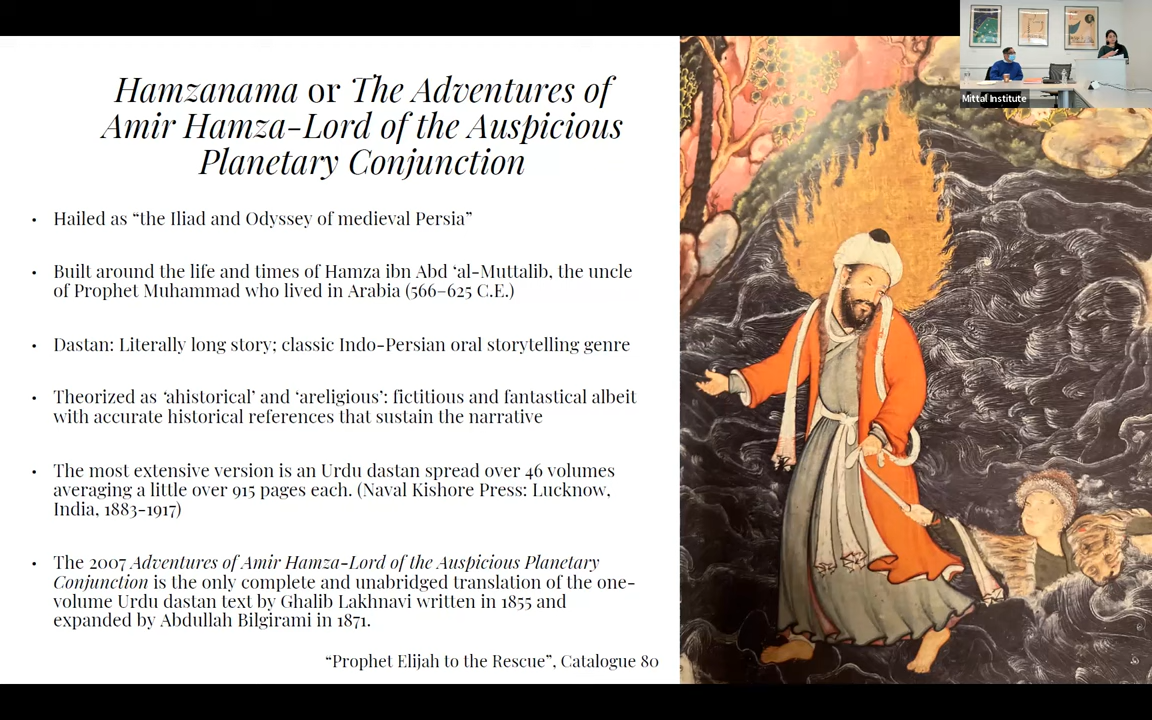 Hamzanama or The Adventures of
Amir Hamza-Lord of the Auspicious
Planetary Conjunction
• Hailed as “the Iliad and Odyssey of medieval Persia”
• Built around the life and times of Hamza ibn Abd ‘al-Muttalib, the uncle
of Prophet Muhammad who lived in Arabia (566–625 C.E.)
• Dastan: Literally long story; classic Indo-Persian oral storytelling genre
• Theorized as ‘ahistorical’ and ‘areligious’: fictitious and fantastical albeit
with accurate historical references that sustain the narrative
• The most extensive version is an Urdu dastan spread over 46 volumes
averaging a little over 915 pages each. (Naval Kishore Press: Lucknow,
India, 1883-1917)
• The 2007 Adventures of Amir Hamza-Lord of the Auspicious Planetary
Conjunction is the only complete and unabridged translation of the one-
volume Urdu dastan text by Ghalib Lakhnavi written in 1855 and
expanded by Abdullah Bilgirami in 1871.
“Prophet Elijah to the Rescue”, Catalogue 80
Mittal Institute